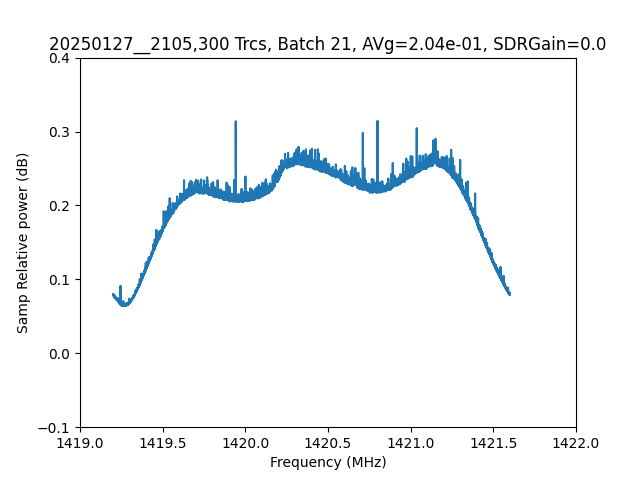 20250127__2105,300 Trcs, Batch 21, AVg=2.04e-01, SDRGain=0.0
0.4
0.3
0.2
0.1
0.0
−0.1
Samp Relative power (dB)
1419.0 1419.5 1420.0 1420.5 1421.0 1421.5 1422.0
Frequency (MHz)